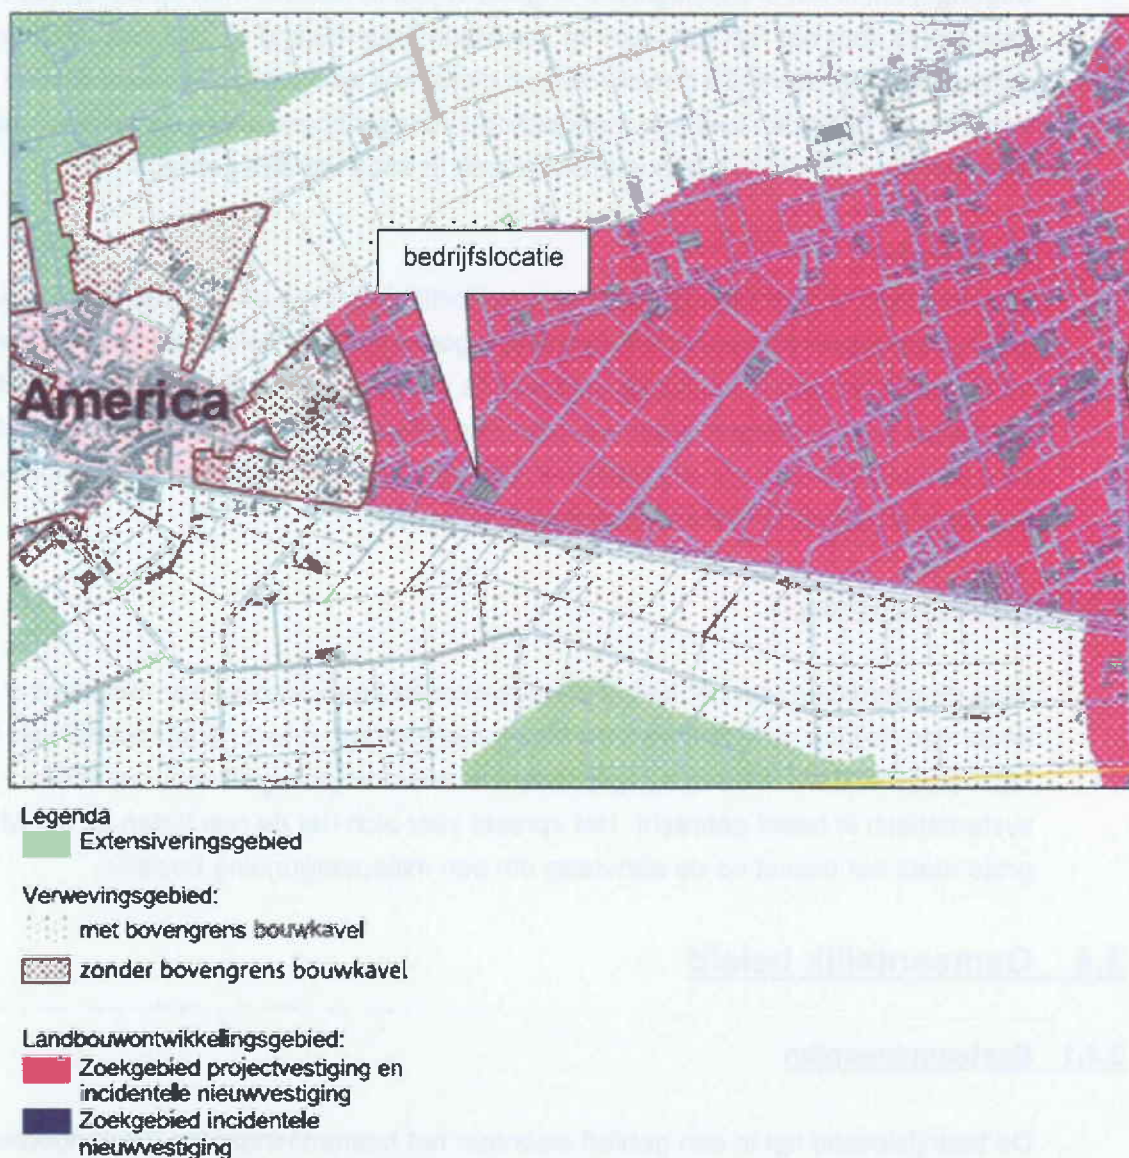 bedrijfslocatie
America
Legenda
Extensiveringsgebied
Verwevingsgebied:
met bovengrens bouwkavel
zonder bovengrens bouwkavel
Landbouwontwikkelingsgebied:
Zoekgebied projectvestiging en
incidentele nieuwvestiging
Zoekgebied incidentele
nieuwvestiging